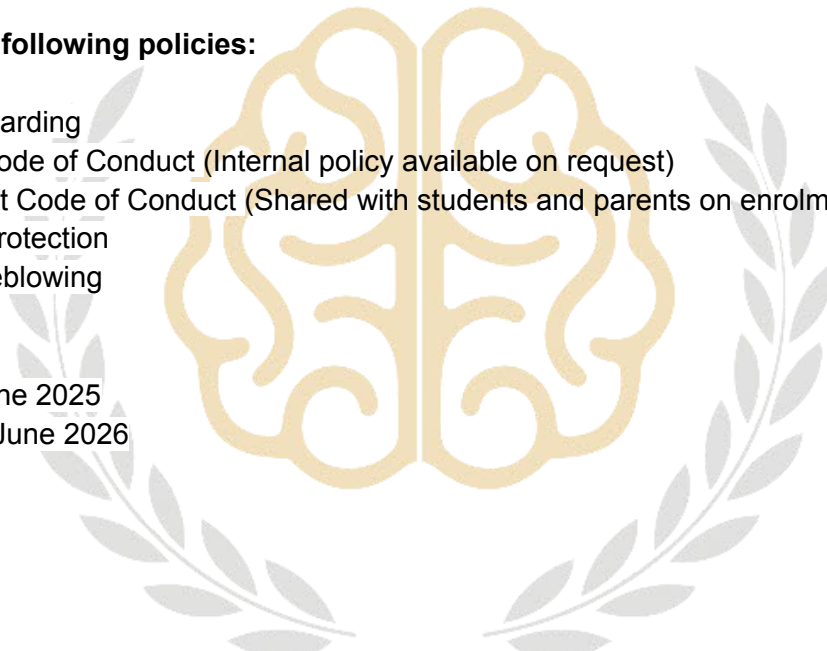 following policies:
arding
ode of Conduct (Internal policy available on request)
t Code of Conduct (Shared with students and parents on enrolm
rotection
eblowing
ne 2025
June 2026